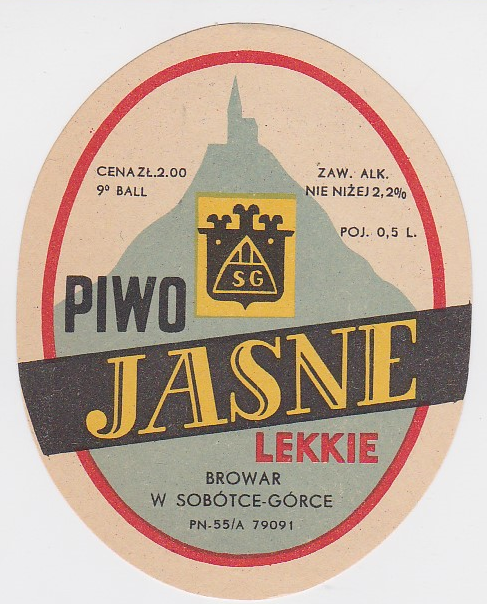 CENA ZŁ.2.00
9º BALL
ZAW. ALK.
NIE NIŻEJ 2,2%
POJ. 0,5 L.
SG
PIWO
JASNE
LEKKIE
BROWAR
W SOBÓTCE-GÓRCE
PN-55/A 79091